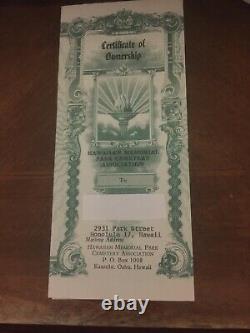 Certificate of
Ownership
HAWAIIAN MEMORIAL
PARK CEMETERY
ASSOCIATION
To
2931 Park Street
Honolulu 17, Hawaii
Mailing Address
HAWAIIAN MEMORIAL PARK
CEMETERY ASSOCIATION
P. O. BOX 1008
Kaneohe, Oahu, Hawaii